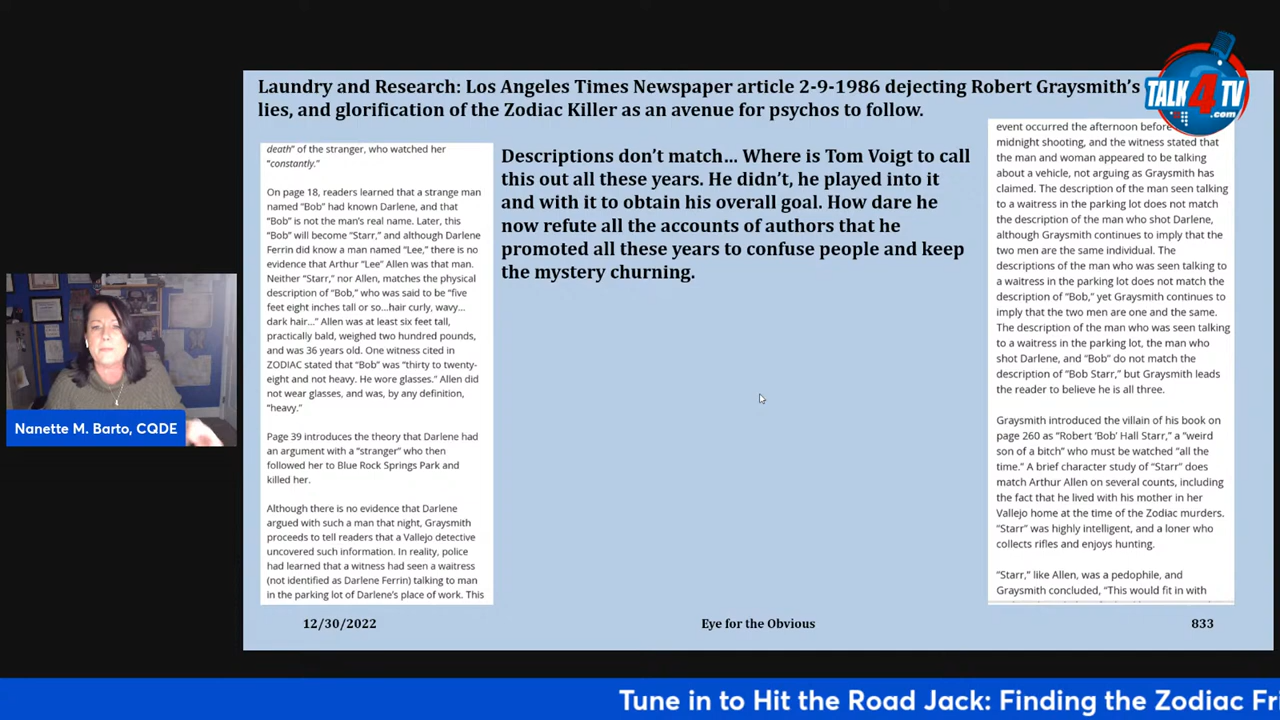 Laundry and Research: Los Angeles Times Newspaper article 2-9-1986 dejecting Robert Graysmith's
lies, and glorification of the Zodiac Killer as an avenue for psychos to follow.
TALK4TV
.com
death" of the stranger, who watched her
"constantly."
On page 18, readers learned that a strange man
named "Bob" had known Darlene, and that
"Bob" is not the man's real name. Later, this
"Bob" will become "Starr," and although Darlene
Ferrin did know a man named "Lee," there is no
evidence that Arthur "Lee" Allen was that man.
Neither "Starr," nor Allen, matches the physical
description of "Bob," who was said to be "five
feet eight inches tall or so...hair curly, wavy...
dark hair..." Allen was at least six feet tall,
practically bald, weighed two hundred pounds,
and was 36 years old. One witness cited in
ZODIAC stated that "Bob" was "thirty to twenty-
eight and not heavy. He wore glasses." Allen did
not wear glasses, and was, by any definition,
"heavy."
Page 39 introduces the theory that Darlene had
an argument with a "stranger" who then
followed her to Blue Rock Springs Park and
killed her.
Although there is no evidence that Darlene
argued with such a man that night, Graysmith
proceeds to tell readers that a Vallejo detective
uncovered such information. In reality, police
had learned that a witness had seen a waitress
(not identified as Darlene Ferrin) talking to man
in the parking lot of Darlene's place of work. This
Descriptions don't match... Where is Tom Voigt to call
this out all these years. He didn't, he played into it
and with it to obtain his overall goal. How dare he
now refute all the accounts of authors that he
promoted all these years to confuse people and keep
the mystery churning.
event occurred the afternoon before
midnight shooting, and the witness stated that
the man and woman appeared to be talking
about a vehicle, not arguing as Graysmith has
claimed. The description of the man seen talking
to a waitress in the parking lot does not match
the description of the man who shot Darlene,
although Graysmith continues to imply that the
two men are the same individual. The
descriptions of the man who was seen talking to
a waitress in the parking lot does not match the
description of "Bob," yet Graysmith continues to
imply that the two men are one and the same.
The description of the man who was seen talking
to a waitress in the parking lot, the man who
shot Darlene, and "Bob" do not match the
description of "Bob Starr," but Graysmith leads
the reader to believe he is all three.
Graysmith introduced the villain of his book on
page 260 as "Robert 'Bob' Hall Starr," a "weird
son of a bitch" who must be watched "all the
time." A brief character study of "Starr" does
match Arthur Allen on several counts, including
the fact that he lived with his mother in her
Vallejo home at the time of the Zodiac murders.
"Starr" was highly intelligent, and a loner who
collects rifles and enjoys hunting.
"Starr," like Allen, was a pedophile, and
Graysmith concluded, "This would fit in with
Nanette M. Barto, CQDE
12/30/2022
Eye for the Obvious
833
Tune in to Hit the Road Jack: Finding the Zodiac Fri